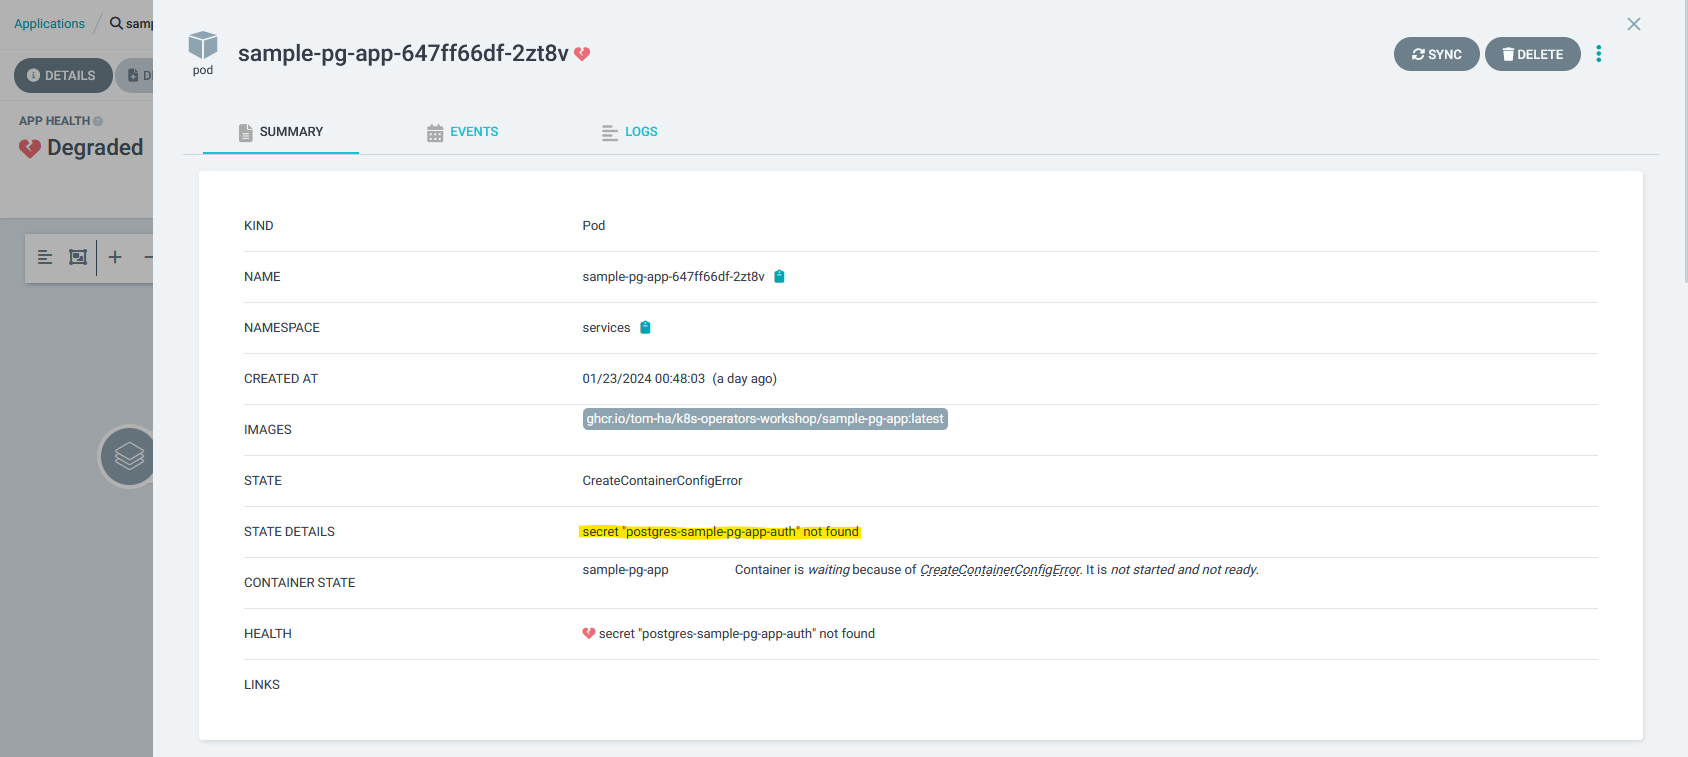 Applications / samp
sample-pg-app-647ff66df-2zt8v
pod
SYNC
DELETE
DETAILS
D
APP HEALTH
Degraded
SUMMARY
EVENTS
LOGS
KIND Pod
NAME sample-pg-app-647ff66df-2zt8v
NAMESPACE services
CREATED AT 01/23/2024 00:48:03 (a day ago)
IMAGES ghcr.io/tom-ha/k8s-operators-workshop/sample-pg-app:latest
STATE CreateContainerConfigError
STATE DETAILS secret "postgres-sample-pg-app-auth" not found
CONTAINER STATE sample-pg-app Container is waiting because of CreateContainerConfigError. It is not started and not ready.
HEALTH secret "postgres-sample-pg-app-auth" not found
LINKS